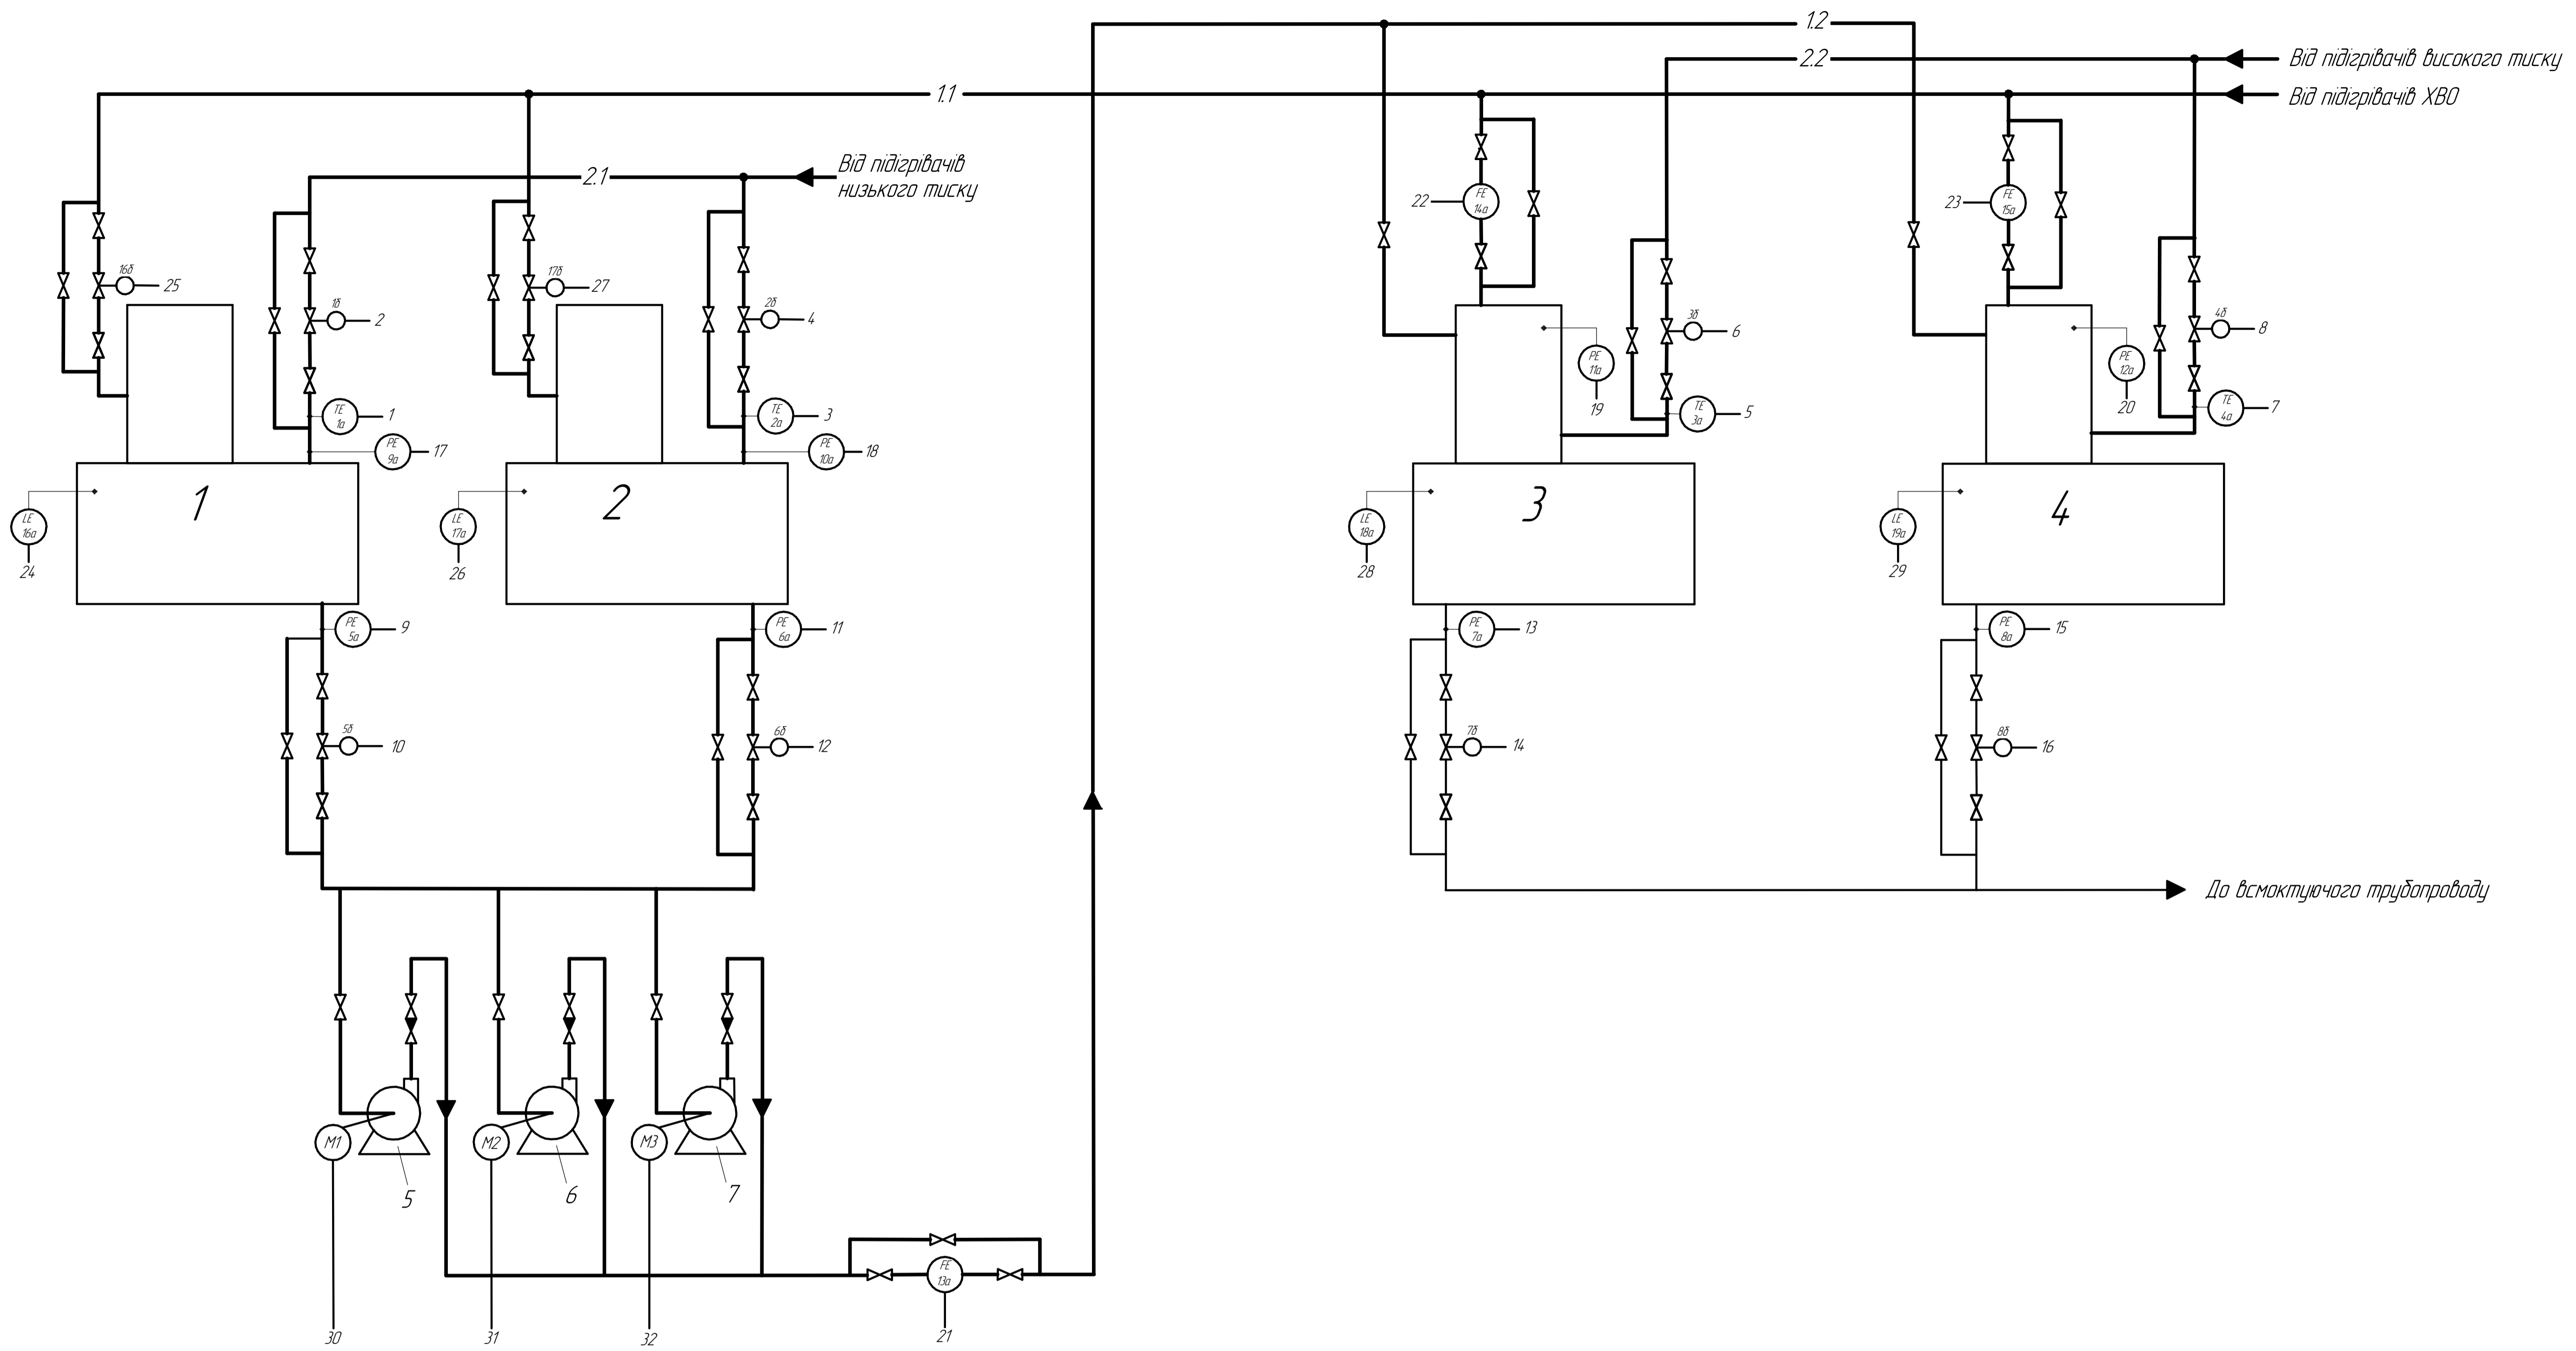 1.2
2.2
Від підігрівачів високого тиску
1.1
Від підігрівачів ХВО
2.1
Від підігрівачів
низького тиску
FE
14а
22
FE
15а
23
16б
25
17б
27
1б
2
2б
4
3б
6
4б
8
PE
11а
19
PE
12а
20
TE
1а
1
TE
2а
3
TE
3а
5
TE
4а
7
PE
9а
17
PE
10а
18
1
2
3
4
LE
16а
24
LE
17а
26
LE
18а
28
LE
19а
29
PE
5а
9
PE
6а
11
PE
7а
13
PE
8а
15
5б
10
6б
12
7б
14
8б
16
До всмоктуючого трубопроводу
М1
М2
М3
5
6
7
FE
13а
21
30
31
32